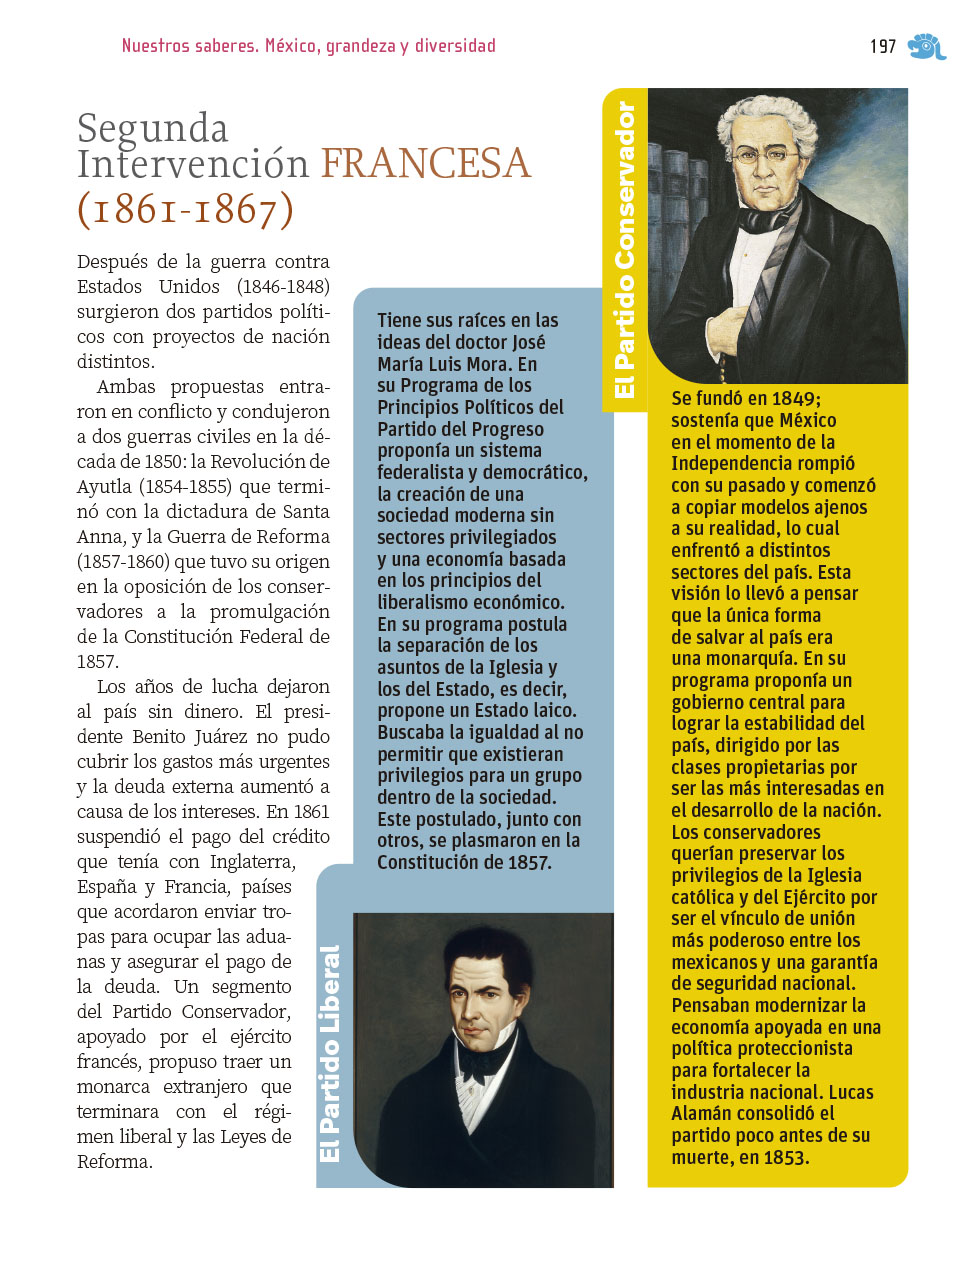 Nuestros saberes. México, grandeza y diversidad
197
Segunda
Intervención FRANCESA
(1861-1867)
Después de la guerra contra
Estados Unidos (1846-1848)
surgieron dos partidos políti-
cos con proyectos de nación
distintos.
Ambas propuestas entra-
ron en conflicto y condujeron
a dos guerras civiles en la dé-
cada de 1850: la Revolución de
Ayutla (1854-1855) que termi-
nó con la dictadura de Santa
Anna, y la Guerra de Reforma
(1857-1860) que tuvo su origen
en la oposición de los conser-
vadores a la promulgación
de la Constitución Federal de
1857.
Los años de lucha dejaron
al país sin dinero. El presi-
dente Benito Juárez no pudo
cubrir los gastos más urgentes
y la deuda externa aumentó a
causa de los intereses. En 1861
suspendió el pago del crédito
que tenía con Inglaterra,
España y Francia, países
que acordaron enviar tro-
pas para ocupar las adua-
nas y asegurar el pago de
la deuda. Un segmento
del Partido Conservador,
apoyado por el ejército
francés, propuso traer un
monarca extranjero que
terminara con el régi-
men liberal y las Leyes de
Reforma.
El Partido Liberal
Tiene sus raíces en las
ideas del doctor José
María Luis Mora. En
su Programa de los
Principios Políticos del
Partido del Progreso
proponía un sistema
federalista y democrático,
la creación de una
sociedad moderna sin
sectores privilegiados
y una economía basada
en los principios del
liberalismo económico.
En su programa postula
la separación de los
asuntos de la Iglesia y
los del Estado, es decir,
propone un Estado laico.
Buscaba la igualdad al no
permitir que existieran
privilegios para un grupo
dentro de la sociedad.
Este postulado, junto con
otros, se plasmaron en la
Constitución de 1857.
El Partido Conservador
Se fundó en 1849;
sostenía que México
en el momento de la
Independencia rompió
con su pasado y comenzó
a copiar modelos ajenos
a su realidad, lo cual
enfrentó a distintos
sectores del país. Esta
visión lo llevó a pensar
que la única forma
de salvar al país era
una monarquía. En su
programa proponía un
gobierno central para
lograr la estabilidad del
país, dirigido por las
clases propietarias por
ser las más interesadas en
el desarrollo de la nación.
Los conservadores
querían preservar los
privilegios de la Iglesia
católica y del Ejército por
ser el vínculo de unión
más poderoso entre los
mexicanos y una garantía
de seguridad nacional.
Pensaban modernizar la
economía apoyada en una
política proteccionista
para fortalecer la
industria nacional. Lucas
Alamán consolidó el
partido poco antes de su
muerte, en 1853.